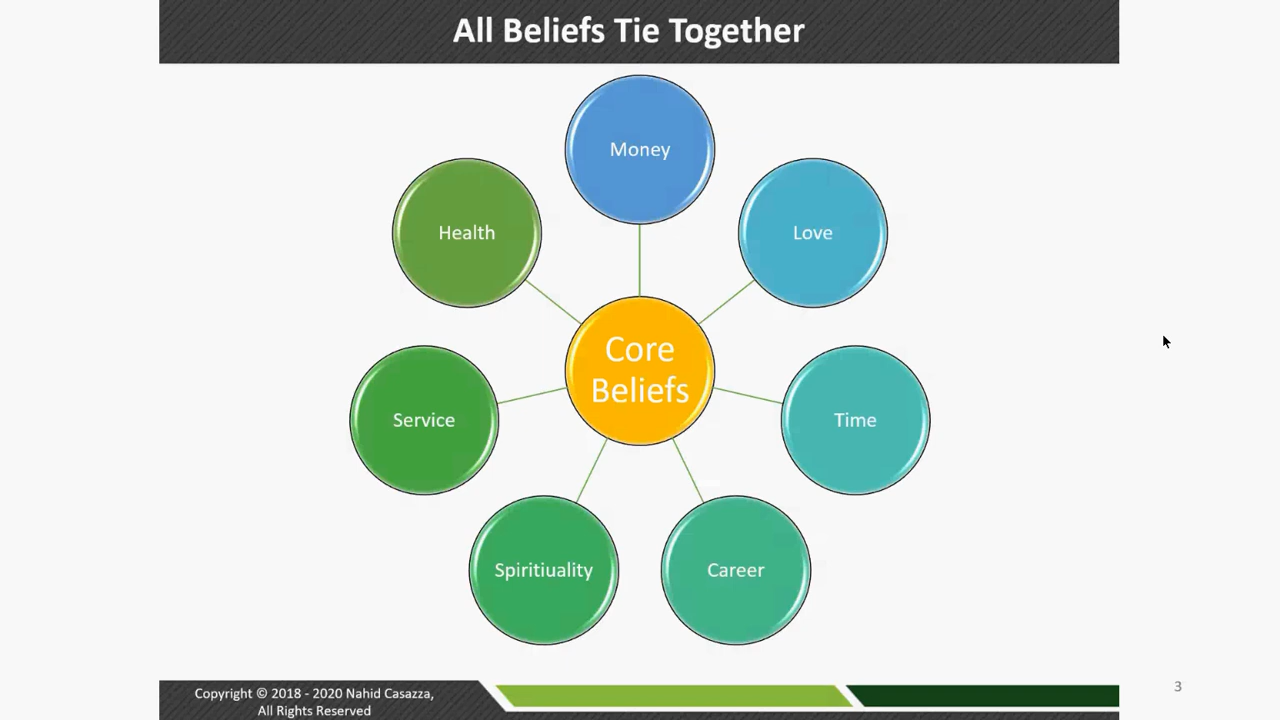 All Beliefs Tie Together
Money
Health
Love
Core
Beliefs
Service
Time
Spiritiuality
Career
Copyright © 2018 - 2020 Nahid Casazza,
All Rights Reserved
3